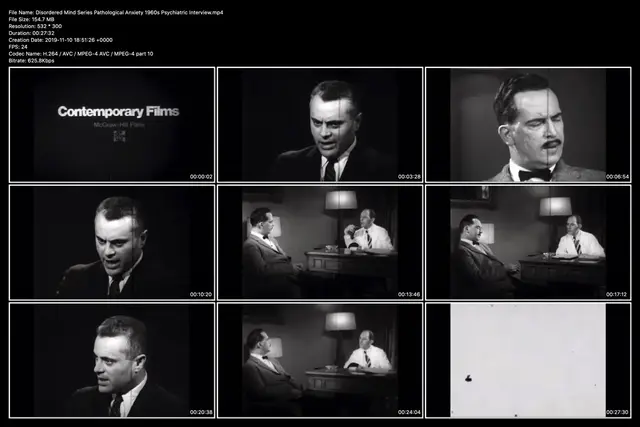 File Name: Disordered Mind Series Pathological Anxiety 1960s Psychiatric Interview.mp4
File Size: 154.7 MB
Resolution: 532 * 300
Duration: 00:27:32
Creation Date: 2019-11-10 18:51:26 +0000
FPS: 24
Codec Name: H.264 / AVC / MPEG-4 AVC / MPEG-4 part 10
Bitrate: 625.8Kbps
Contemporary Films
McGraw-Hill Films
00:00:02
00:03:28
00:06:54
00:10:20
00:13:46
00:17:12
00:20:38
00:24:04
00:27:30